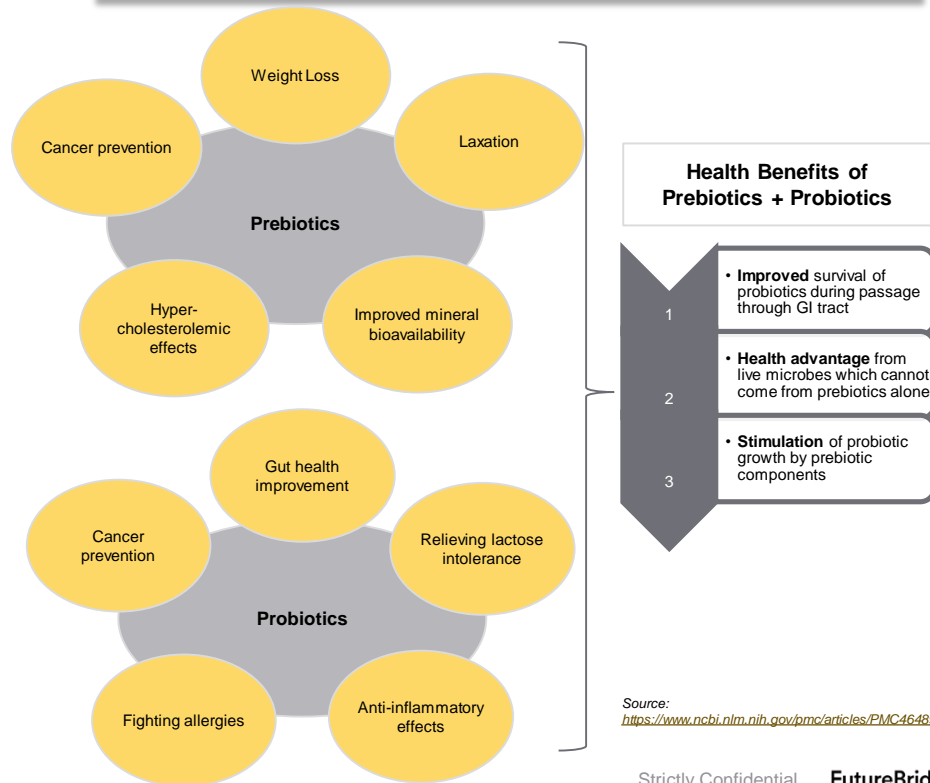 Weight Loss
Cancer prevention
Laxation
Prebiotics
Hyper-
cholesterolemic
effects
Improved mineral
bioavailability
Gut health
improvement
Cancer
prevention
Relieving lactose
intolerance
Probiotics
Fighting allergies
Anti-inflammatory
effects
Health Benefits of
Prebiotics + Probiotics
1
• Improved survival of
probiotics during passage
through GI tract
2
• Health advantage from
live microbes which cannot
come from prebiotics alone
3
• Stimulation of probiotic
growth by prebiotic
components
Source:
https://www.ncbi.nlm.nih.gov/pmc/articles/PMC4648
Strictly Confidential FutureBrid